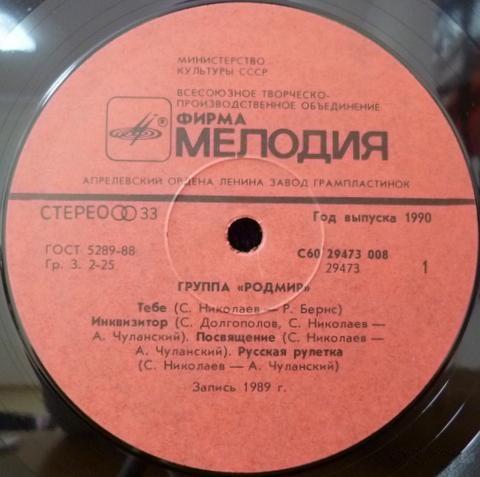 МИНИСТЕРСТВО
КУЛЬТУРЫ СССР
ВСЕСОЮЗНОЕ ТВОРЧЕСКО-
ПРОИЗВОДСТВЕННОЕ ОБЪЕДИНЕНИЕ
® ФИРМА
МЕЛОДИЯ
АПРЕЛЕВСКИЙ ОРДЕНА ЛЕНИНА ЗАВОД ГРАМПЛАСТИНОК
СТЕРЕО 33
Год выпуска 1990
ГОСТ 5289-88
С60 29473 008
Гр. 3. 2-25
29473
1
ГРУППА «РОДМИР»
Тебе (С. Николаев — Р. Бернс)
Инквизитор (С. Долгополов, С. Николаев —
А. Чуланский). Посвящение (С. Николаев
— А. Чуланский). Русская рулетка
(С. Николаев — А. Чуланский)
Запись 1989 г.